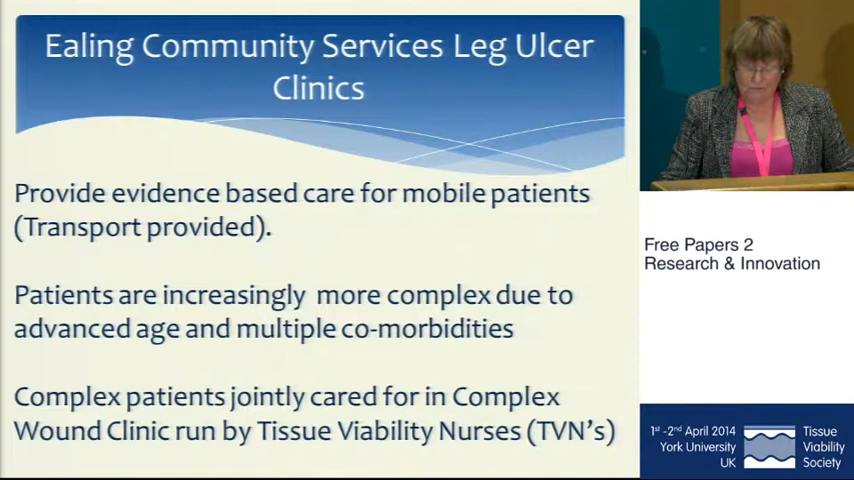 Ealing Community Services Leg Ulcer
Clinics
Provide evidence based care for mobile patients
(Transport provided).
Patients are increasingly more complex due to
advanced age and multiple co-morbidities
Complex patients jointly cared for in Complex
Wound Clinic run by Tissue Viability Nurses (TVN's)
Free Papers 2
Research & Innovation
1st -2nd April 2014
York University
UK
Tissue
Viability
Society